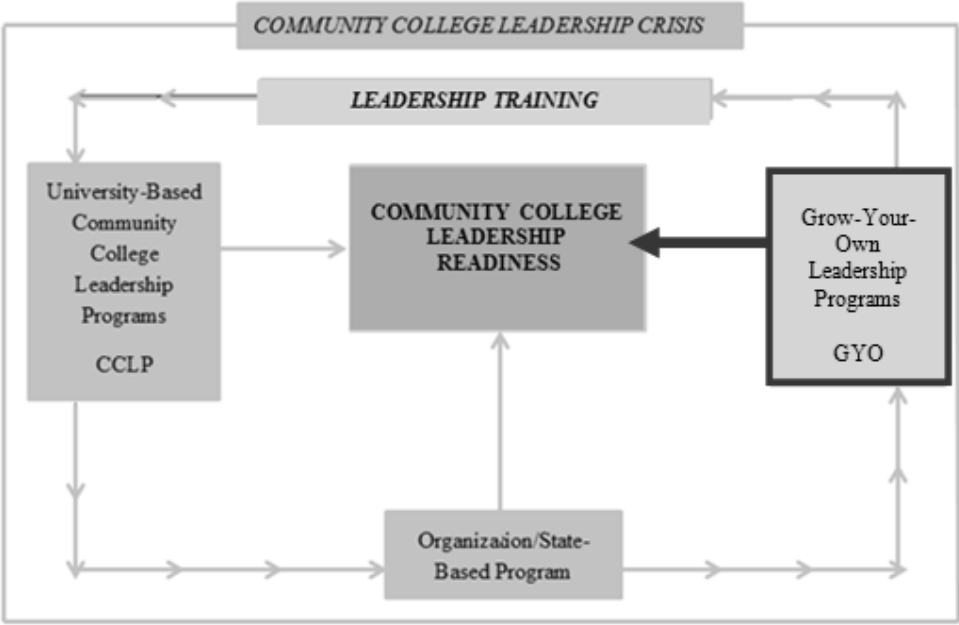 COMMUNITY COLLEGE LEADERSHIP CRISIS
LEADERSHIP TRAINING
University-Based
Community
College
Leadership
Programs
CCLP
COMMUNITY COLLEGE
LEADERSHIP
READINESS
Grow-Your-
Own
Leadership
Programs
GYO
Organization/State-
Based Program